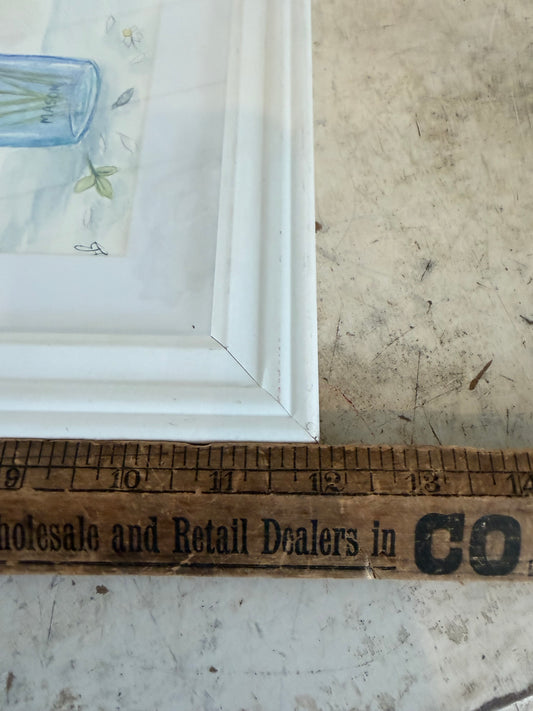 MASON
9 10 11 12 13 14
holesale and Retail Dealers in CO